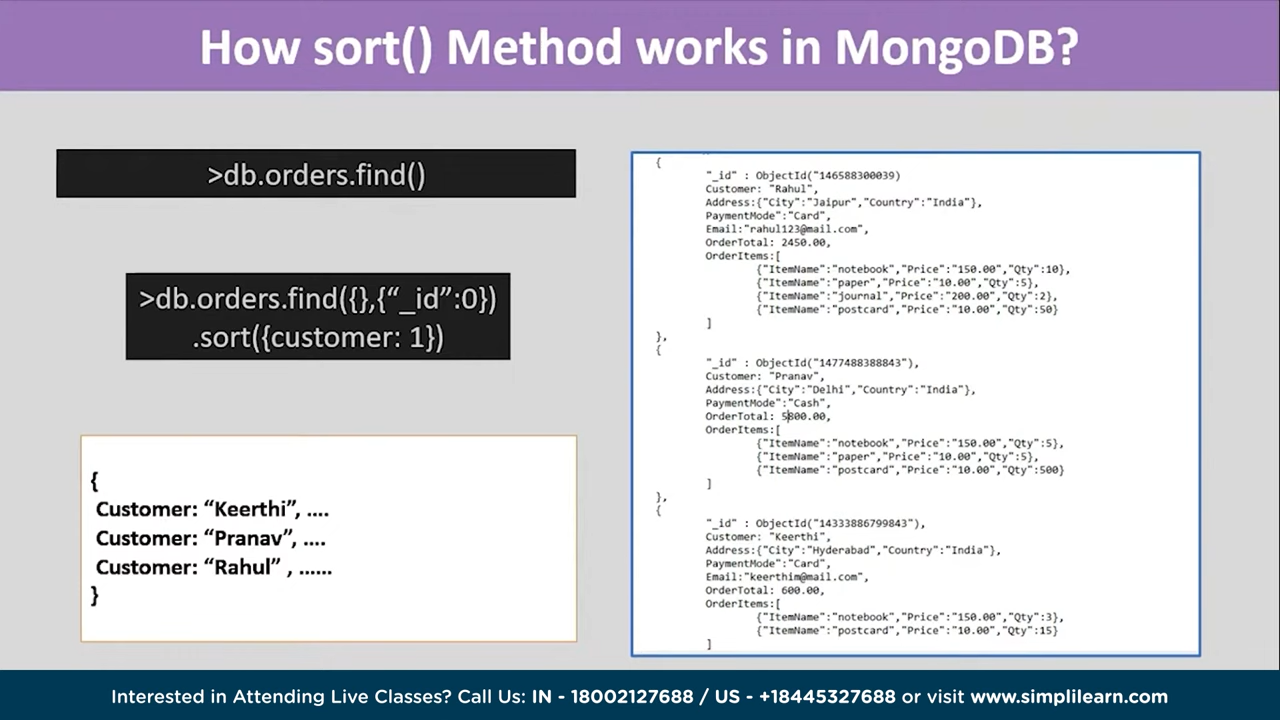 How sort() Method works in MongoDB?
>db.orders.find()
>db.orders.find({},{“_id”:0})
.sort({customer: 1})
{
Customer: “Keerthi”, ....
Customer: “Pranav”, ....
Customer: “Rahul” , ......
}
{
"_id" : ObjectId("146588300039)
Customer: "Rahul",
Address:{"City":"Jaipur","Country":"India"},
PaymentMode":"Card",
Email:"rahul123@mail.com",
OrderTotal: 2450.00,
OrderItems:[
{"ItemName":"notebook","Price":"150.00","Qty":10},
{"ItemName":"paper","Price":"10.00","Qty":5},
{"ItemName":"journal","Price":"200.00","Qty":2},
{"ItemName":"postcard","Price":"10.00","Qty":50}
]
},
{
"_id" : ObjectId("1477488388843"),
Customer: "Pranav",
Address:{"City":"Delhi","Country":"India"},
PaymentMode":"Cash",
OrderTotal: 5800.00,
OrderItems:[
{"ItemName":"notebook","Price":"150.00","Qty":5},
{"ItemName":"paper","Price":"10.00","Qty":5},
{"ItemName":"postcard","Price":"10.00","Qty":500}
]
},
{
"_id" : ObjectId("14333886799843"),
Customer: "Keerthi",
Address:{"City":"Hyderabad","Country":"India"},
PaymentMode":"Card",
Email:"keerthim@mail.com",
OrderTotal: 600.00,
OrderItems:[
{"ItemName":"notebook","Price":"150.00","Qty":3},
{"ItemName":"postcard","Price":"10.00","Qty":15}
]
Interested in Attending Live Classes? Call Us: IN - 18002127688 / US - +18445327688 or visit www.simplilearn.com